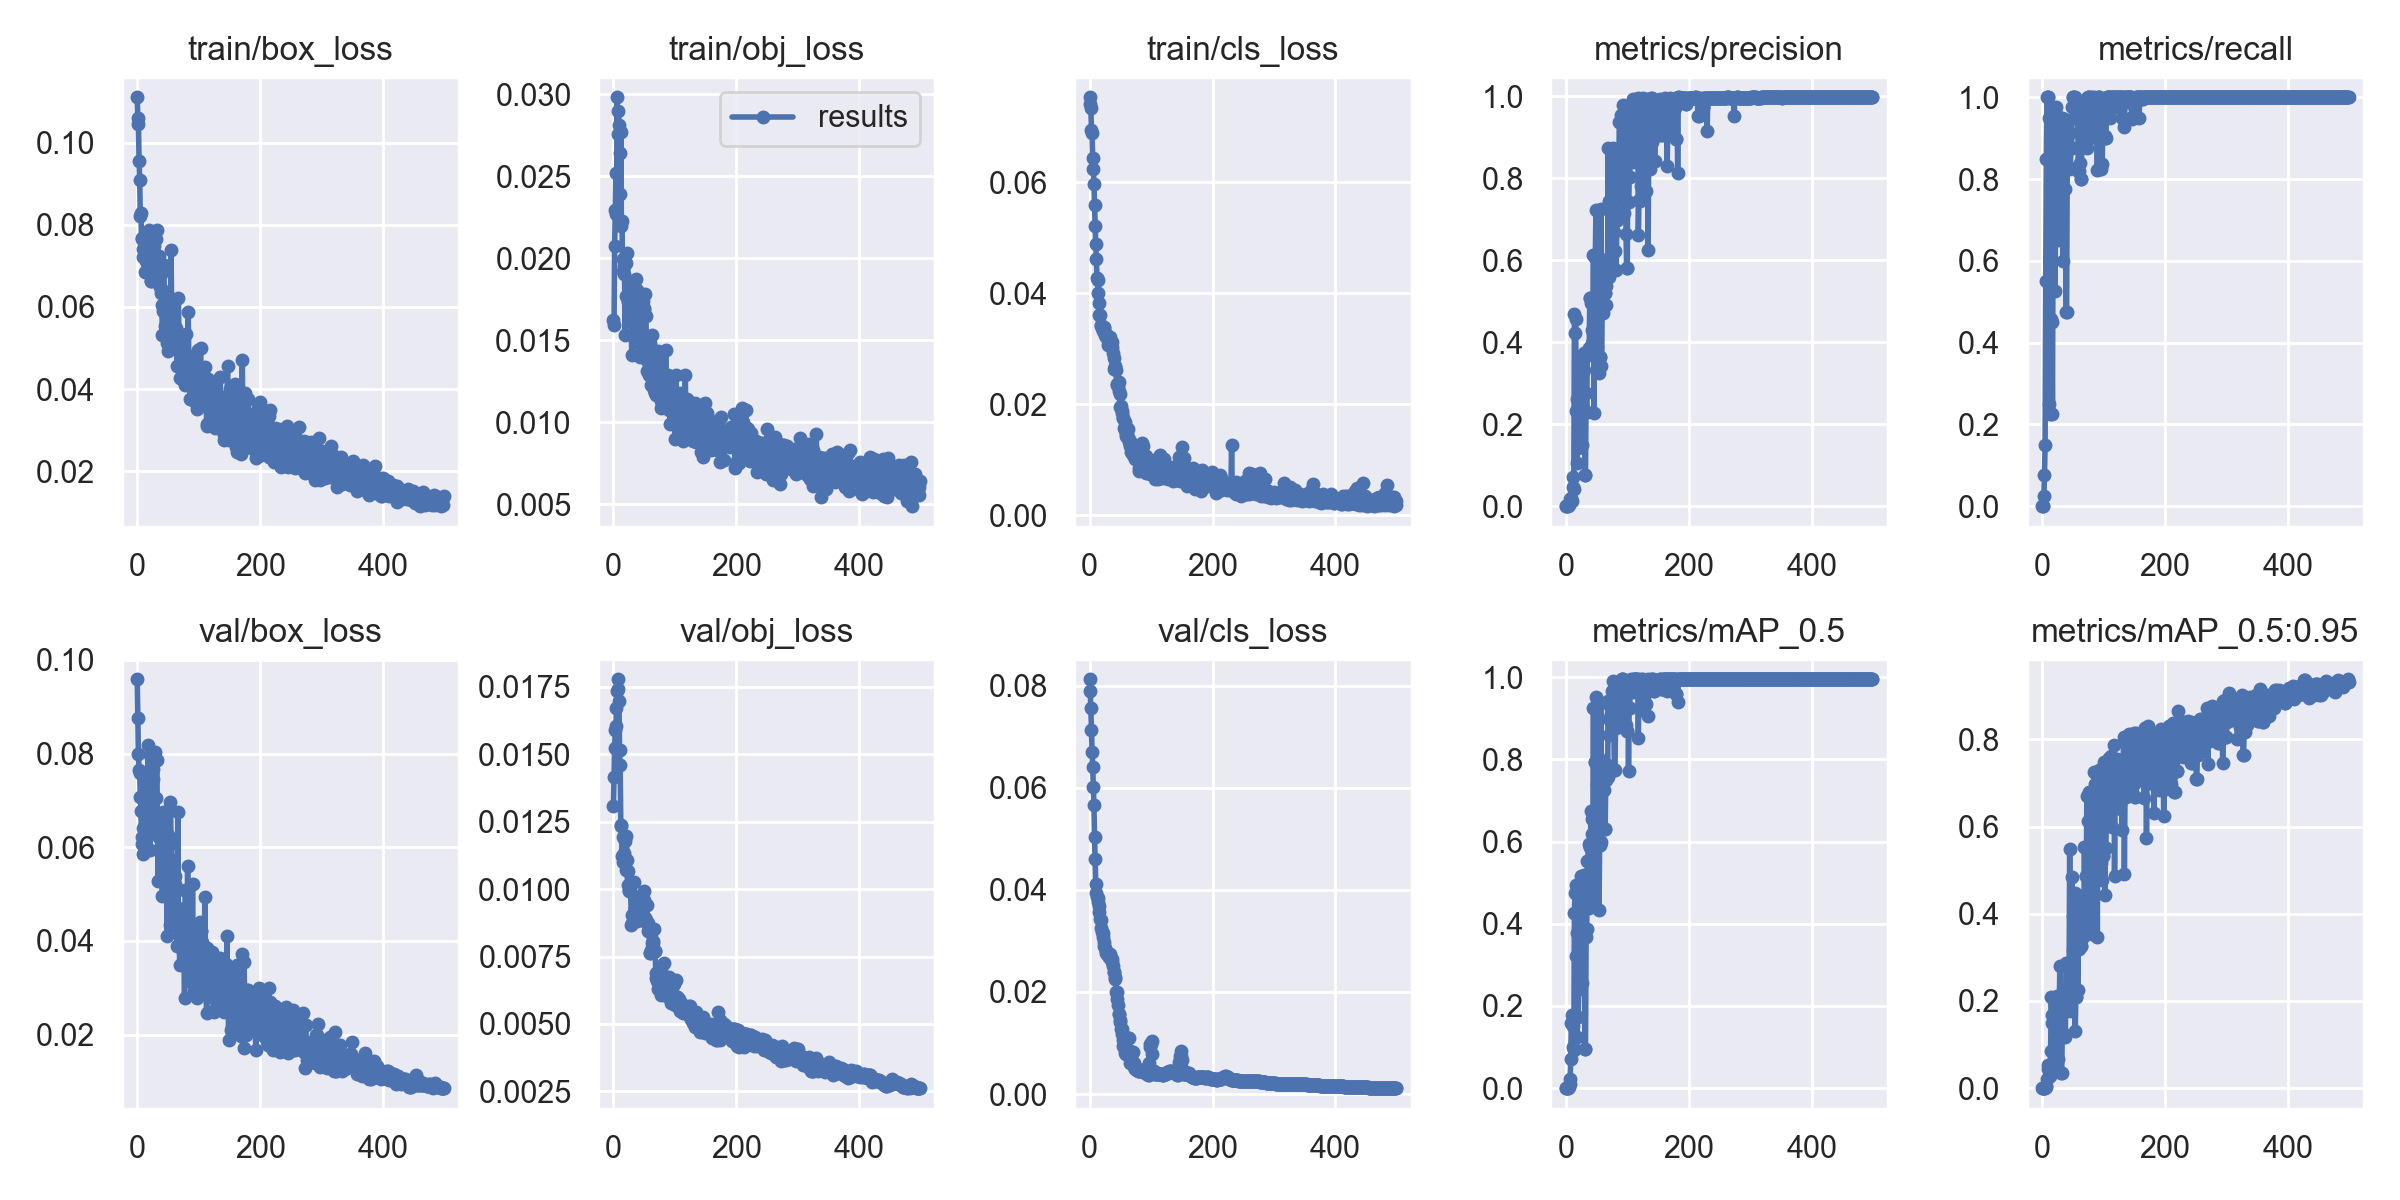 train/box_loss
0.10
0.08
0.06
0.04
0.02
0 200 400
train/obj_loss
results
0.030
0.025
0.020
0.015
0.010
0.005
0 200 400
train/cls_loss
0.06
0.04
0.02
0.00
0 200 400
metrics/precision
1.0
0.8
0.6
0.4
0.2
0.0
0 200 400
metrics/recall
1.0
0.8
0.6
0.4
0.2
0.0
0 200 400
val/box_loss
0.10
0.08
0.06
0.04
0.02
0 200 400
val/obj_loss
0.0175
0.0150
0.0125
0.0100
0.0075
0.0050
0.0025
0 200 400
val/cls_loss
0.08
0.06
0.04
0.02
0.00
0 200 400
metrics/mAP_0.5
1.0
0.8
0.6
0.4
0.2
0.0
0 200 400
metrics/mAP_0.5:0.95
0.8
0.6
0.4
0.2
0.0
0 200 400